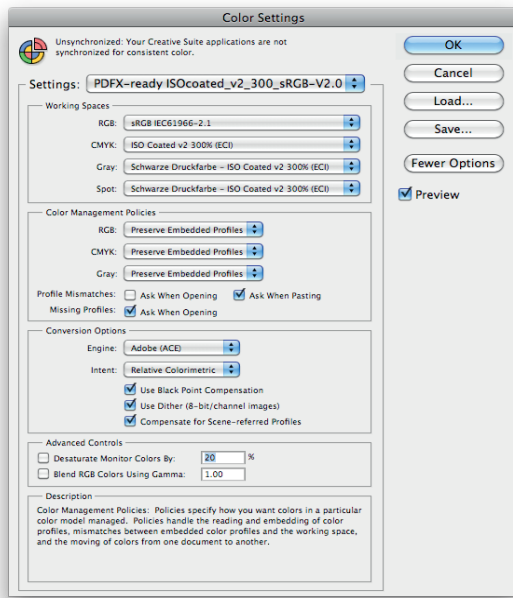 Color Settings
Unsynchronized: Your Creative Suite applications are not
synchronized for consistent color.
OK
Cancel
Load...
Save...
Fewer Options
Preview
Settings: PDFX-ready ISOcoated_v2_300_sRGB-V2.0
Working Spaces
RGB: sRGB IEC61966-2.1
CMYK: ISO Coated v2 300% (ECI)
Gray: Schwarze Druckfarbe - ISO Coated v2 300% (ECI)
Spot: Schwarze Druckfarbe - ISO Coated v2 300% (ECI)
Color Management Policies
RGB: Preserve Embedded Profiles
CMYK: Preserve Embedded Profiles
Gray: Preserve Embedded Profiles
Profile Mismatches: Ask When Opening Ask When Pasting
Missing Profiles: Ask When Opening
Conversion Options
Engine: Adobe (ACE)
Intent: Relative Colorimetric
Use Black Point Compensation
Use Dither (8-bit/channel images)
Compensate for Scene-referred Profiles
Advanced Controls
Desaturate Monitor Colors By: 20 %
Blend RGB Colors Using Gamma: 1.00
Description
Color Management Policies: Policies specify how you want colors in a particular
color model managed. Policies handle the reading and embedding of color
profiles, mismatches between embedded color profiles and the working space,
and the moving of colors from one document to another.